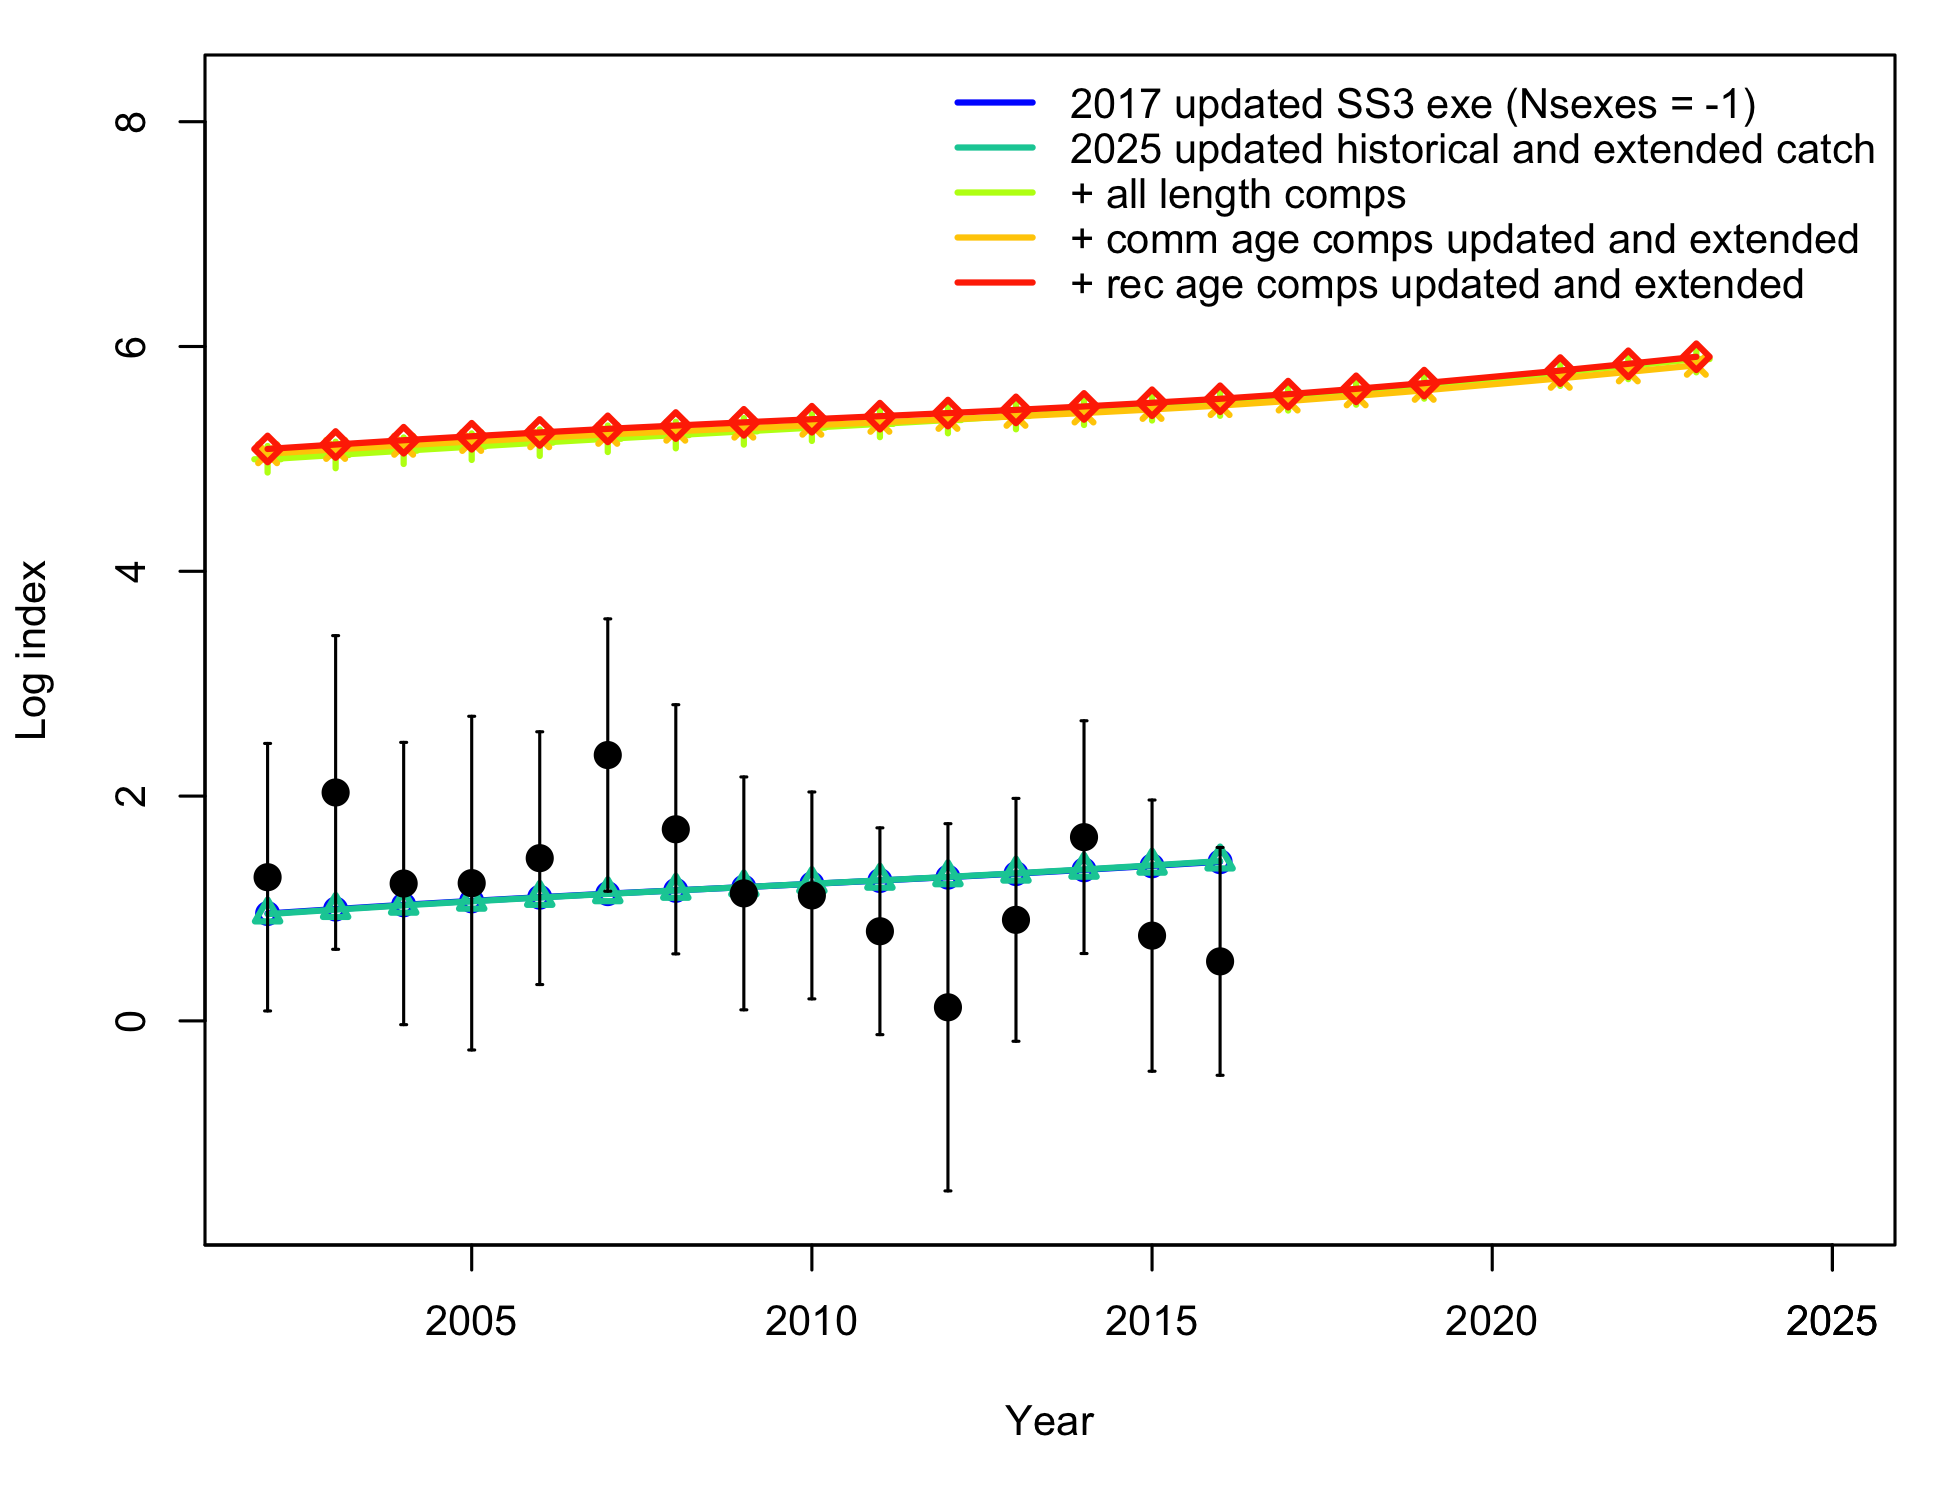 2017 updated SS3 exe (Nsexes = -1)
2025 updated historical and extended catch
+ all length comps
+ comm age comps updated and extended
+ rec age comps updated and extended
8
6
4
2
0
Log index
2005 2010 2015 2020 2025
Year